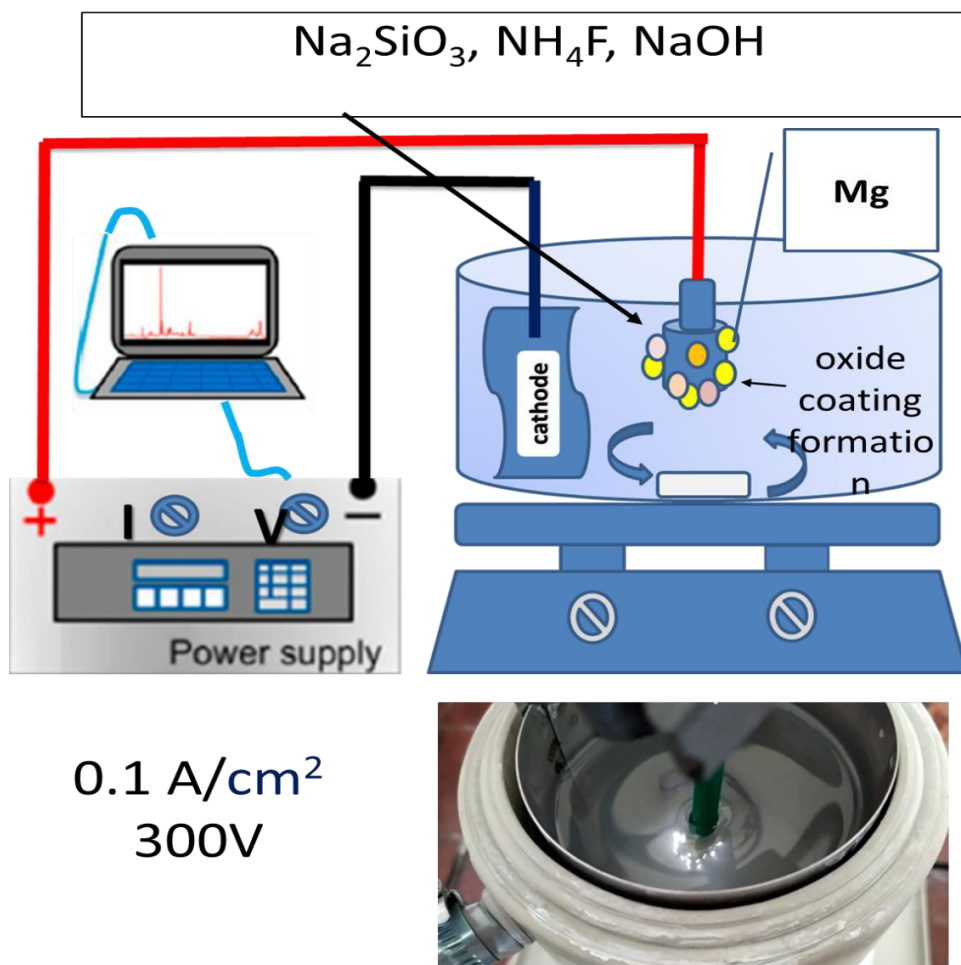 Na₂SiO₃, NH₄F, NaOH
Mg
cathode
oxide
coating
formatio
n
+
I
V
−
Power supply
0.1 A/cm²
300V